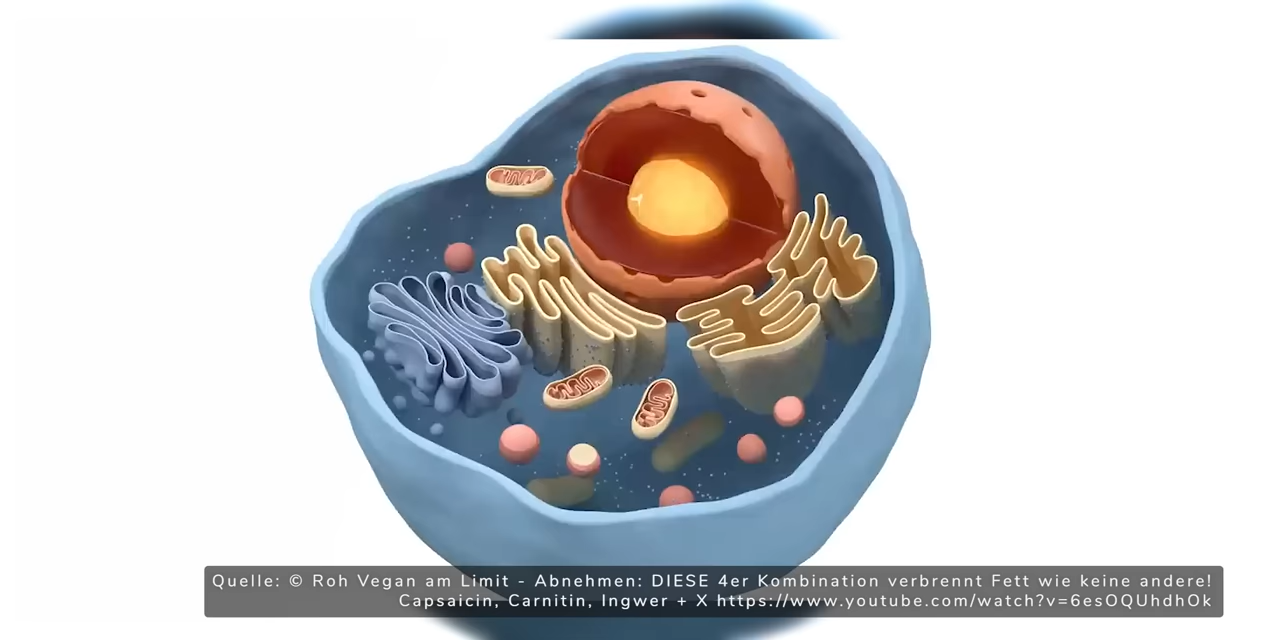 Quelle: © Roh Vegan am Limit - Abnehmen: DIESE 4er Kombination verbrennt Fett wie keine andere!
Capsaicin, Carnitin, Ingwer + X https://www.youtube.com/watch?v=6esOQUhdhOk